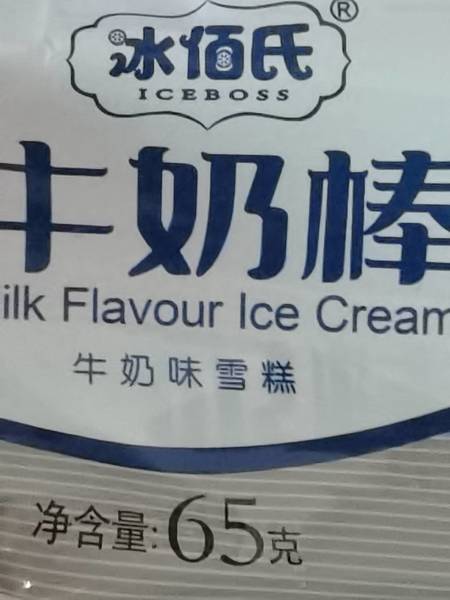 冰佰氏®
ICEBOSS
牛奶棒
ilk Flavour Ice Cream
牛奶味雪糕
净含量:65克